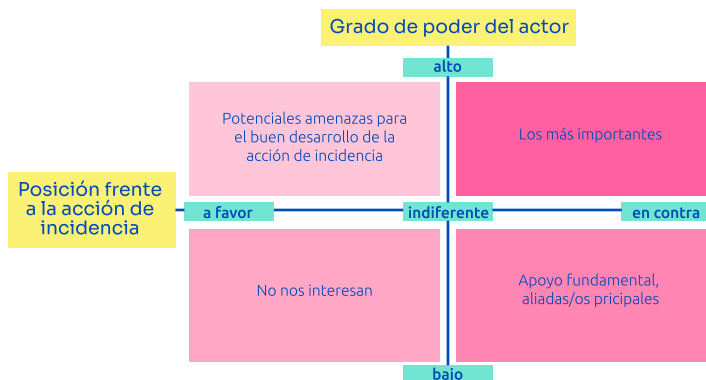 Grado de poder del actor
alto
Potenciales amenazas para
el buen desarrollo de la
acción de incidencia
Los más importantes
Posición frente
a la acción de
incidencia
a favor
indiferente
en contra
No nos interesan
Apoyo fundamental,
aliadas/os pricipales
bajo